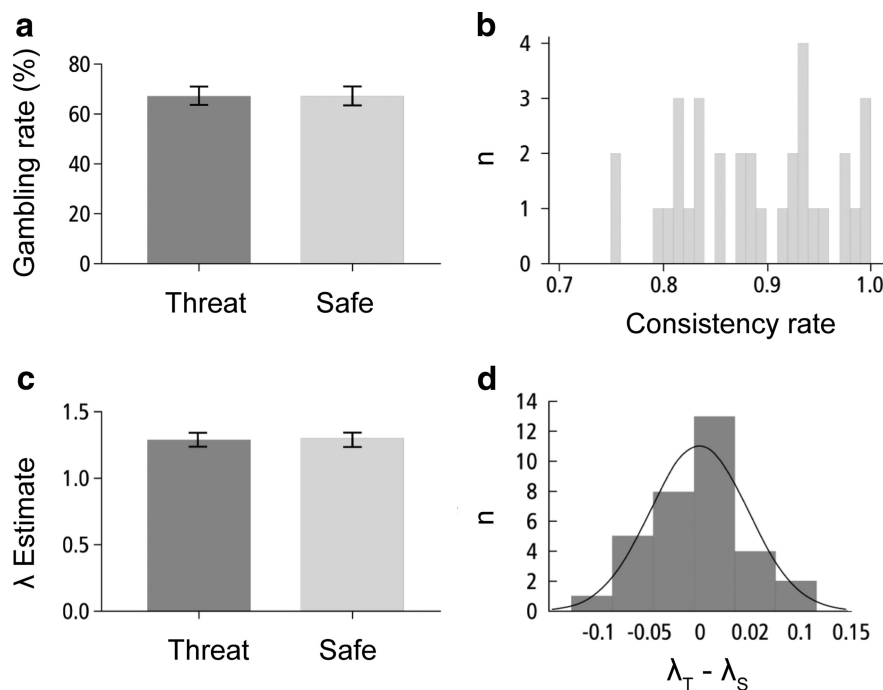 a
Gambling rate (%)
80
60
40
20
0
Threat Safe
b
n
4
3
2
1
0
0.7 0.8 0.9 1.0
Consistency rate
c
λ Estimate
1.5
1.0
0.5
0.0
Threat Safe
d
n
14
12
10
8
6
4
2
0
-0.1 -0.05 0 0.02 0.1 0.15
λT - λS